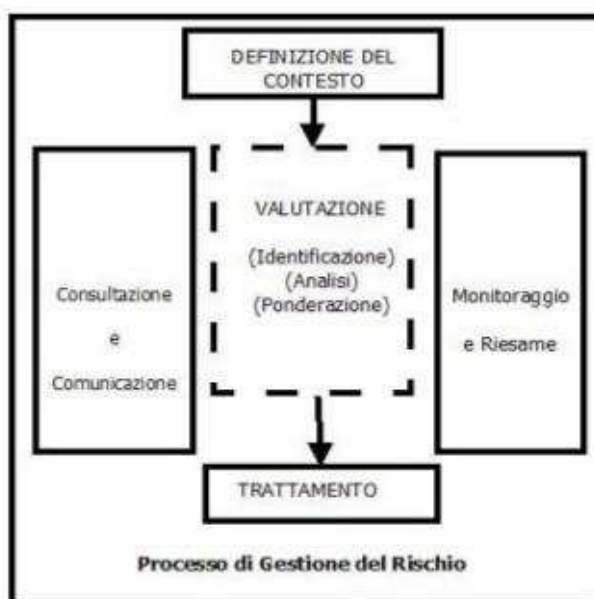 DEFINIZIONE DEL
CONTESTO
VALUTAZIONE
(Identificazione)
(Analisi)
(Ponderazione)
Consultazione
e
Comunicazione
Monitoraggio
e Riesame
TRATTAMENTO
Processo di Gestione del Rischio